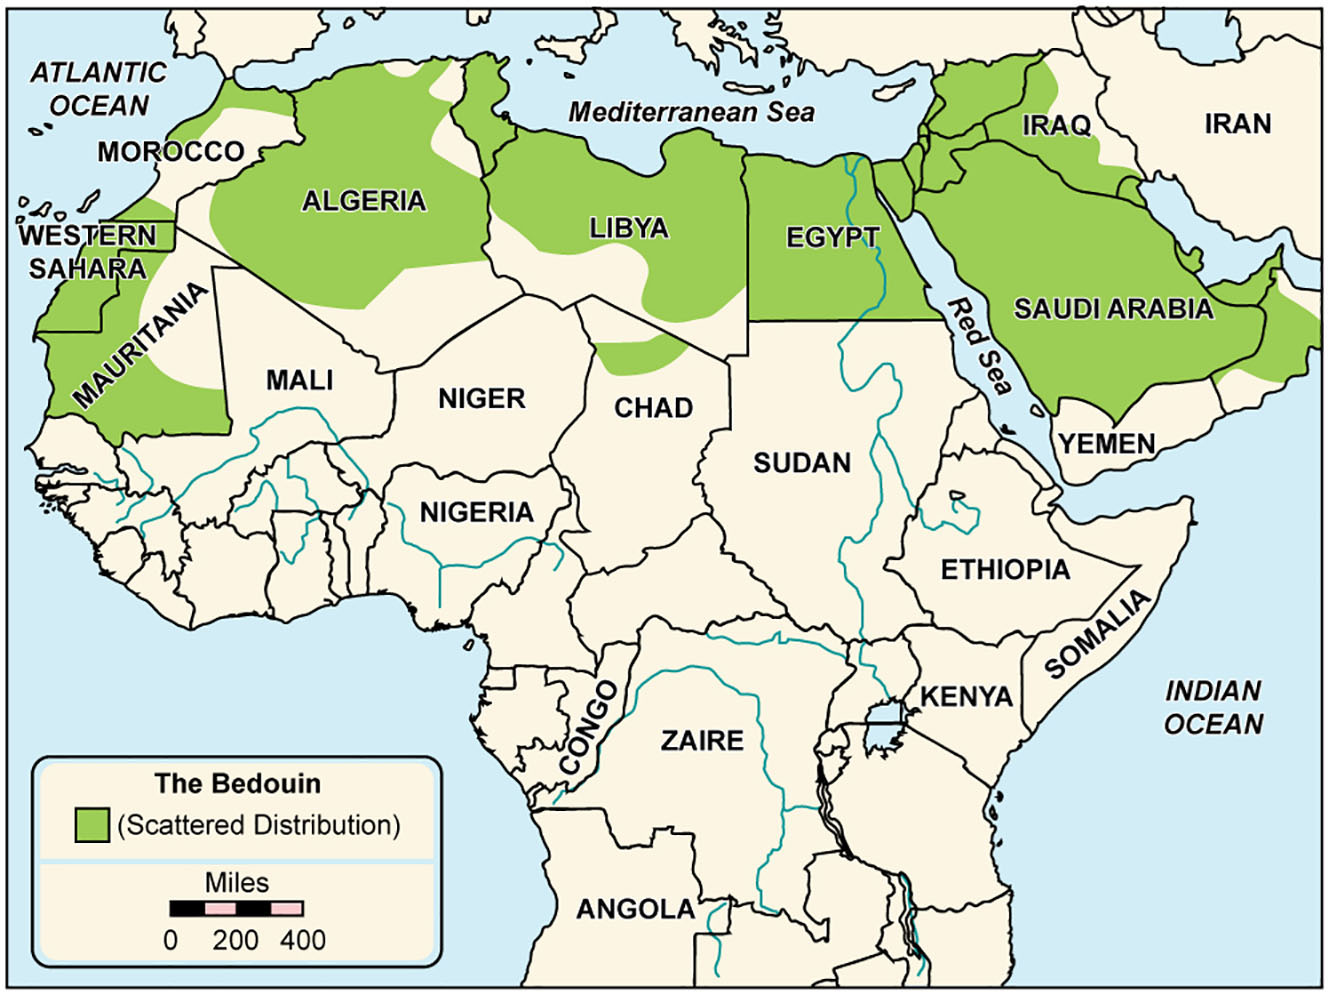 ATLANTIC
OCEAN
Mediterranean Sea
MOROCCO
IRAQ
IRAN
ALGERIA
LIBYA
EGYPT
WESTERN
SAHARA
SAUDI ARABIA
Red Sea
MAURITANIA
MALI
NIGER
CHAD
SUDAN
YEMEN
NIGERIA
ETHIOPIA
SOMALIA
KENYA
CONGO
ZAIRE
INDIAN
OCEAN
ANGOLA
The Bedouin
(Scattered Distribution)
Miles
0 200 400